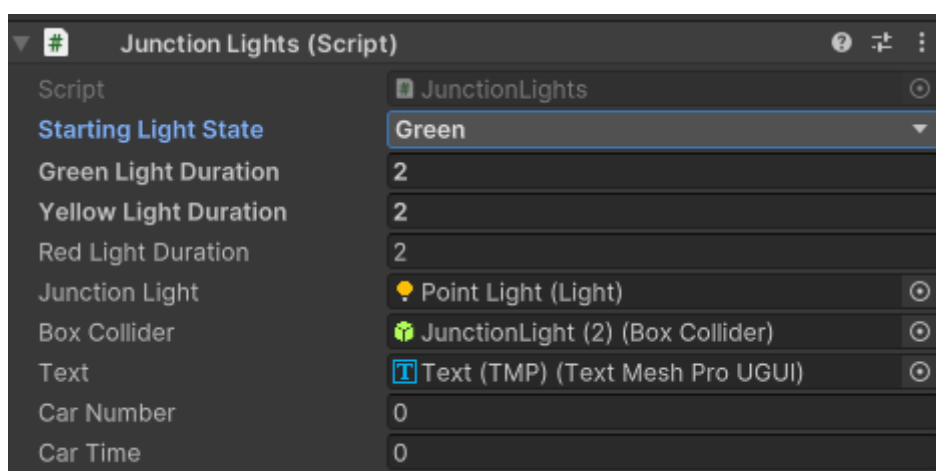 Junction Lights (Script)
Script JunctionLights
Starting Light State Green
Green Light Duration 2
Yellow Light Duration 2
Red Light Duration 2
Junction Light Point Light (Light)
Box Collider JunctionLight (2) (Box Collider)
Text Text (TMP) (Text Mesh Pro UGUI)
Car Number 0
Car Time 0